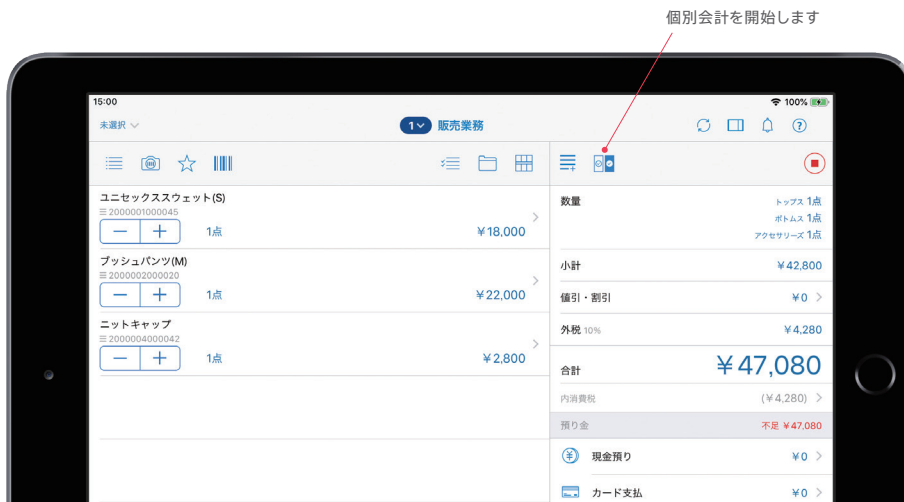 個別会計を開始します
15:00
100%
未選択
1 販売業務
ユニセックススウェット(S)
2000001000045
1点
¥18,000
プッシュパンツ(M)
2000002000020
1点
¥22,000
ニットキャップ
2000004000042
1点
¥2,800
数量
トップス 1点
ボトムス 1点
アクセサリーズ 1点
小計
¥42,800
値引・割引
¥0
外税 10%
¥4,280
合計
¥47,080
内消費税
(¥4,280)
預り金
不足 ¥47,080
現金預り
¥0
カード支払
¥0